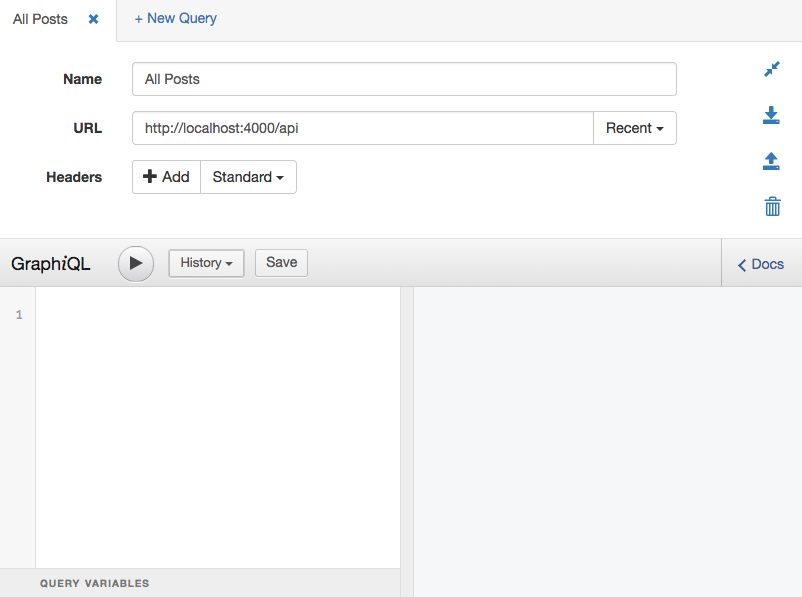 All Posts
+ New Query
Name
All Posts
URL
http://localhost:4000/api
Recent
Headers
Add
Standard
GraphiQL
History
Save
Docs
1
QUERY VARIABLES